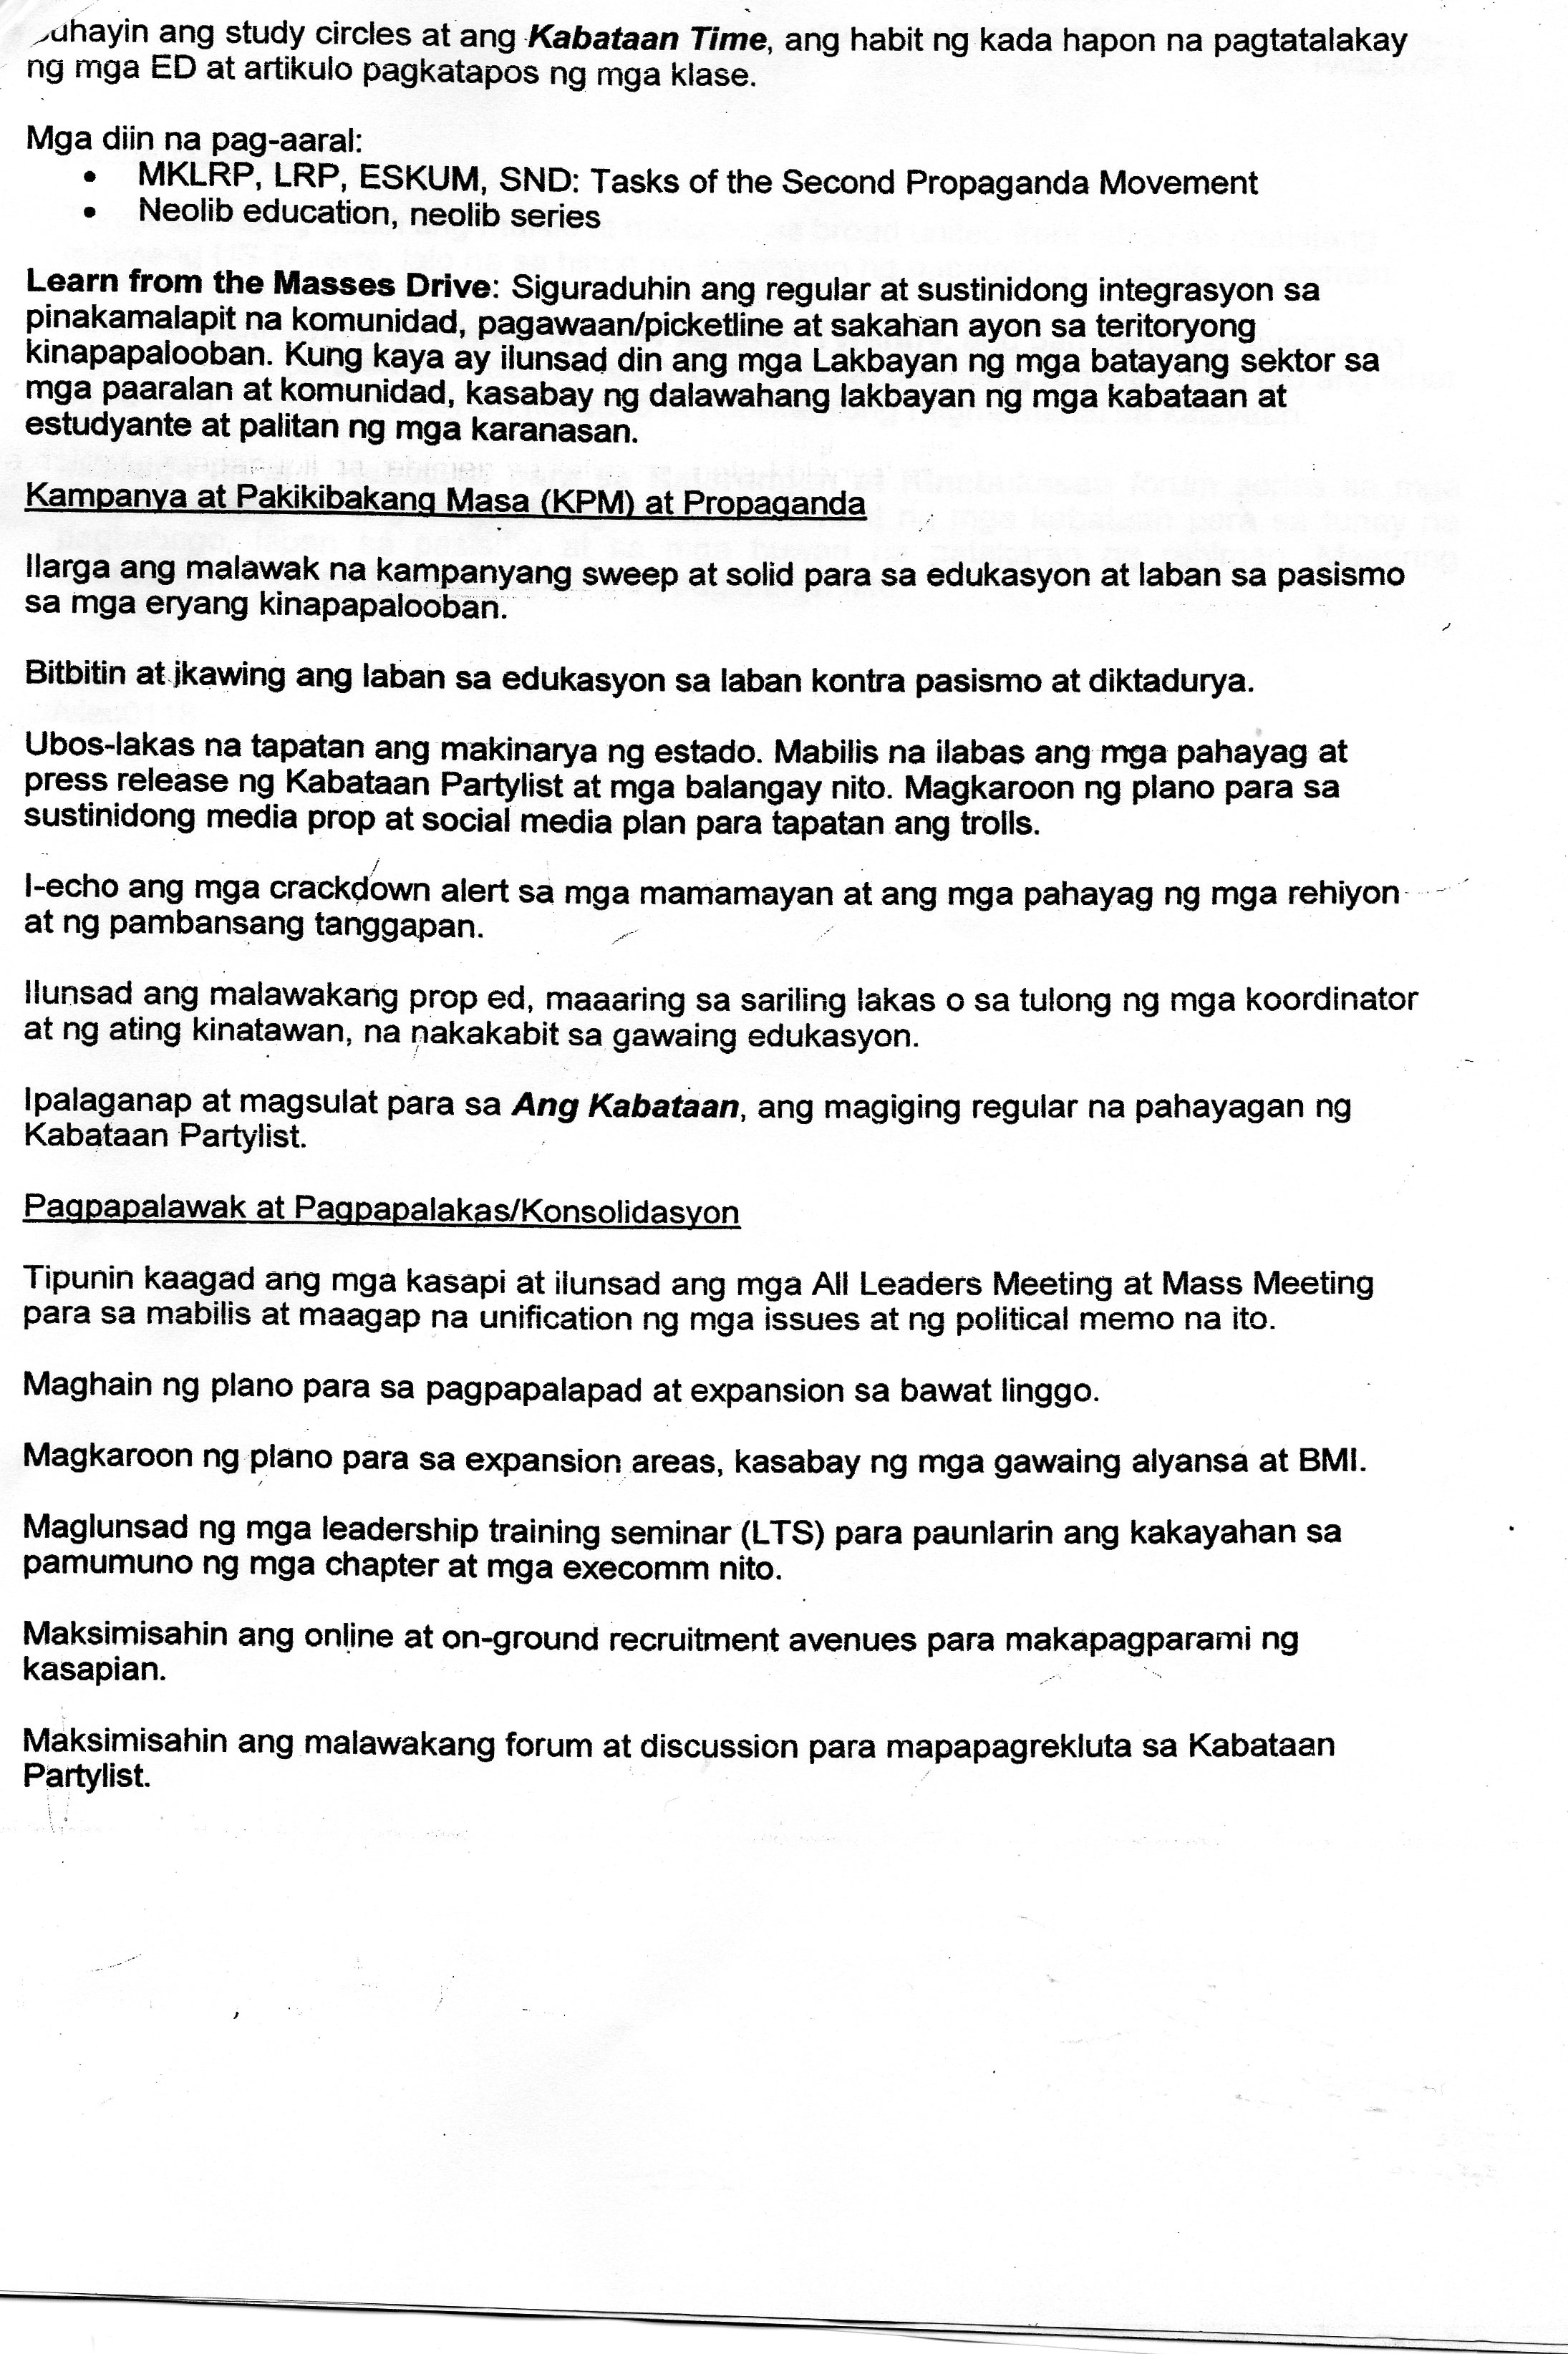 ang study circles at ang Kabataan Time, ang habit ng kada hapon na pagtatalakay
ng mga ED at artikulo pagkatapos ng mga klase.
Mga diin na pag-aaral:
• MKLRP, LRP, ESKUM, SND: Tasks of the Second Propaganda Movement
• Neolib education, neolib series
Learn from the Masses Drive: Siguraduhin ang regular at sustinidong integrasyon sa
pinakamalapit na komunidad, pagawaan/picketline at sakahan ayon sa teritoryong
kinapapalooban. Kung kaya ay ilunsad din ang mga Lakbayan ng mga batayang sektor sa
mga paaralan at komunidad, kasabay ng dalawahang lakbayan ng mga kabataan at
estudyante at palitan ng mga karanasan.
Kampanya at Pakikibakang Masa (KPM) at Propaganda
Ilarga ang malawak na kampanyang sweep at solid para sa edukasyon at laban sa pasismo
sa mga eryang kinapapalooban.
Bitbitin at ikawing ang laban sa edukasyon sa laban kontra pasismo at diktadurya.
Ubos-lakas na tapatan ang makinarya ng estado. Mabilis na ilabas ang mga pahayag at
press release ng Kabataan Partylist at mga balangay nito. Magkaroon ng plano para sa
sustinidong media prop at social media plan para tapatan ang trolls.
I-echo ang mga crackdown alert sa mga mamamayan at ang mga pahayag ng mga rehiyon
at ng pambansang tanggapan.
Ilunsad ang malawakang prop ed, maaaring sa sariling lakas o sa tulong ng mga koordinator
at ng ating kinatawan, na nakakabit sa gawaing edukasyon.
Ipalaganap at magsulat para sa Ang Kabataan, ang magiging regular na pahayagan ng
Kabataan Partylist.
Pagpapalawak at Pagpapalakas/Konsolidasyon
Tipunin kaagad ang mga kasapi at ilunsad ang mga All Leaders Meeting at Mass Meeting
para sa mabilis at maagap na unification ng mga issues at ng political memo na ito.
Maghain ng plano para sa pagpapalapad at expansion sa bawat linggo.
Magkaroon ng plano para sa expansion areas, kasabay ng mga gawaing alyansa at BMI.
Maglunsad ng mga leadership training seminar (LTS) para paunlarin ang kakayahan sa
pamumuno ng mga chapter at mga execomm nito.
Maksimisahin ang online at on-ground recruitment avenues para makapagparami ng
kasapian.
Maksimisahin ang malawakang forum at discussion para mapapagrekluta sa Kabataan
Partylist.